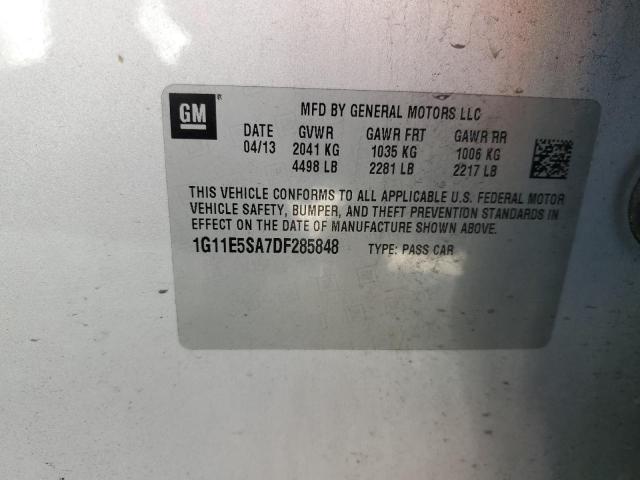 GM
MFD BY GENERAL MOTORS LLC
DATE GVWR GAWR FRT GAWR RR
04/13 2041 KG 1035 KG 1006 KG
4498 LB 2281 LB 2217 LB
THIS VEHICLE CONFORMS TO ALL APPLICABLE U.S. FEDERAL MOTOR
VEHICLE SAFETY, BUMPER, AND THEFT PREVENTION STANDARDS IN
EFFECT ON THE DATE OF MANUFACTURE SHOWN ABOVE.
1G11E5SA7DF285848 TYPE: PASS CAR